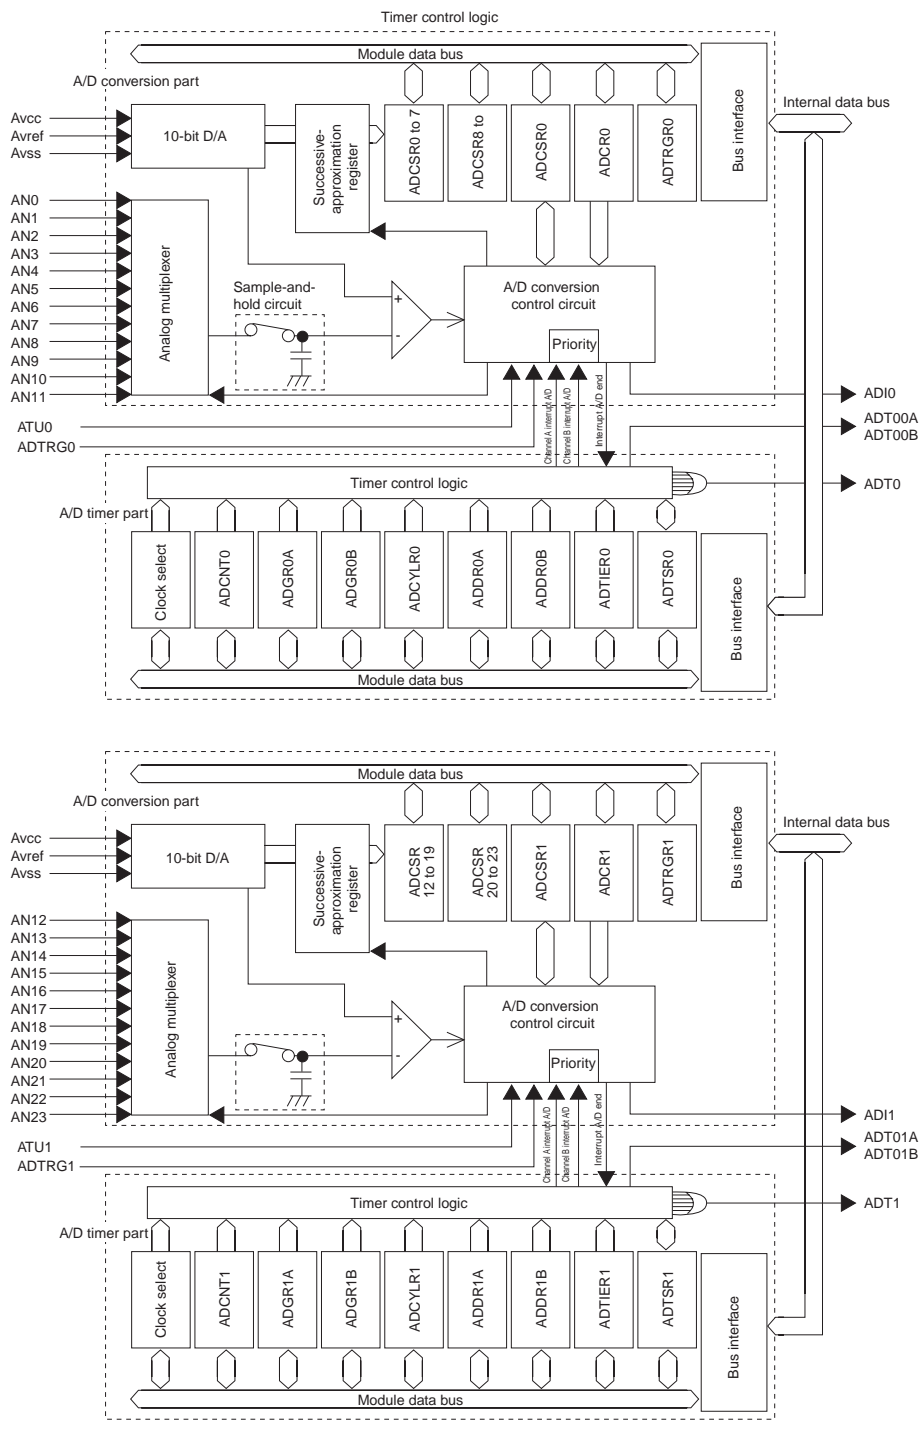 Timer control logic
Module data bus
A/D conversion part
Avcc
Avref
Avss
10-bit D/A
Successive-
approximation
register
ADCSR0 to 7
ADCSR8 to
ADCSR0
ADCR0
ADTRGR0
Bus interface
Internal data bus
AN0
AN1
AN2
AN3
AN4
AN5
AN6
AN7
AN8
AN9
AN10
AN11
Analog multiplexer
Sample-and-
hold circuit
+
-
A/D conversion
control circuit
Priority
ATU0
ADTRG0
Channel A interrupt A/D
Channel B interrupt A/D
Interrupt A/D end
ADI0
ADT00A
ADT00B
ADT0
Timer control logic
A/D timer part
Clock select
ADCNT0
ADGR0A
ADGR0B
ADCYLR0
ADDR0A
ADDR0B
ADTIER0
ADTSR0
Bus interface
Module data bus
Module data bus
A/D conversion part
Avcc
Avref
Avss
10-bit D/A
Successive-
approximation
register
ADCSR
12 to 19
ADCSR
20 to 23
ADCSR1
ADCR1
ADTRGR1
Bus interface
Internal data bus
AN12
AN13
AN14
AN15
AN16
AN17
AN18
AN19
AN20
AN21
AN22
AN23
Analog multiplexer
+
-
A/D conversion
control circuit
Priority
ATU1
ADTRG1
Channel A interrupt A/D
Channel B interrupt A/D
Interrupt A/D end
ADI1
ADT01A
ADT01B
ADT1
Timer control logic
A/D timer part
Clock select
ADCNT1
ADGR1A
ADGR1B
ADCYLR1
ADDR1A
ADDR1B
ADTIER1
ADTSR1
Bus interface
Module data bus